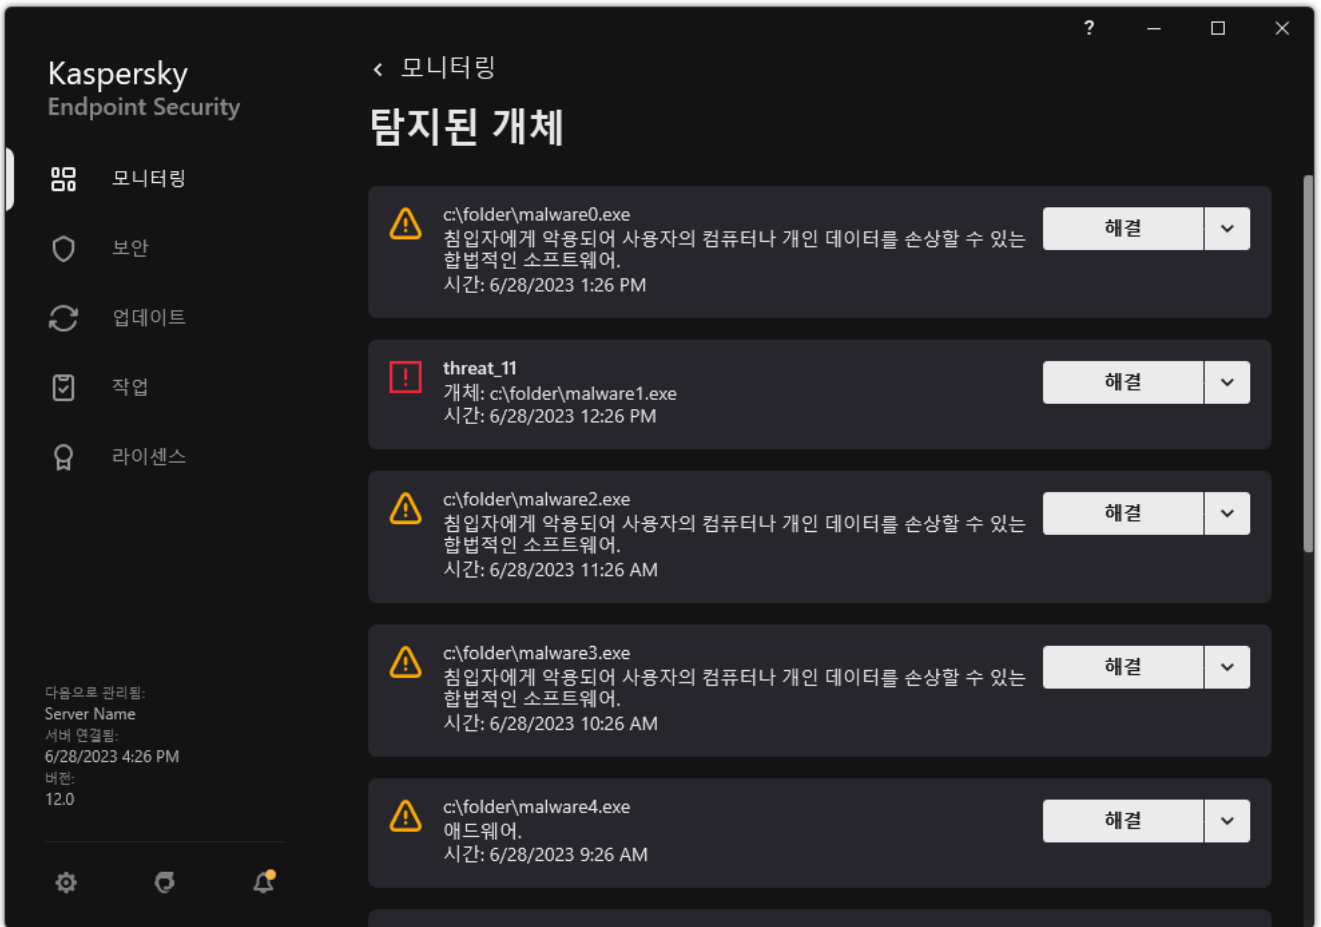 ?
Kaspersky
Endpoint Security
모니터링
보안
업데이트
작업
라이센스
다음으로 관리됨:
Server Name
서버 연결됨:
6/28/2023 4:26 PM
버전:
12.0
모니터링
탐지된 개체
c:\folder\malware0.exe
침입자에게 악용되어 사용자의 컴퓨터나 개인 데이터를 손상할 수 있는
합법적인 소프트웨어.
시간: 6/28/2023 1:26 PM
해결
threat_11
개체: c:\folder\malware1.exe
시간: 6/28/2023 12:26 PM
해결
c:\folder\malware2.exe
침입자에게 악용되어 사용자의 컴퓨터나 개인 데이터를 손상할 수 있는
합법적인 소프트웨어.
시간: 6/28/2023 11:26 AM
해결
c:\folder\malware3.exe
침입자에게 악용되어 사용자의 컴퓨터나 개인 데이터를 손상할 수 있는
합법적인 소프트웨어.
시간: 6/28/2023 10:26 AM
해결
c:\folder\malware4.exe
애드웨어.
시간: 6/28/2023 9:26 AM
해결